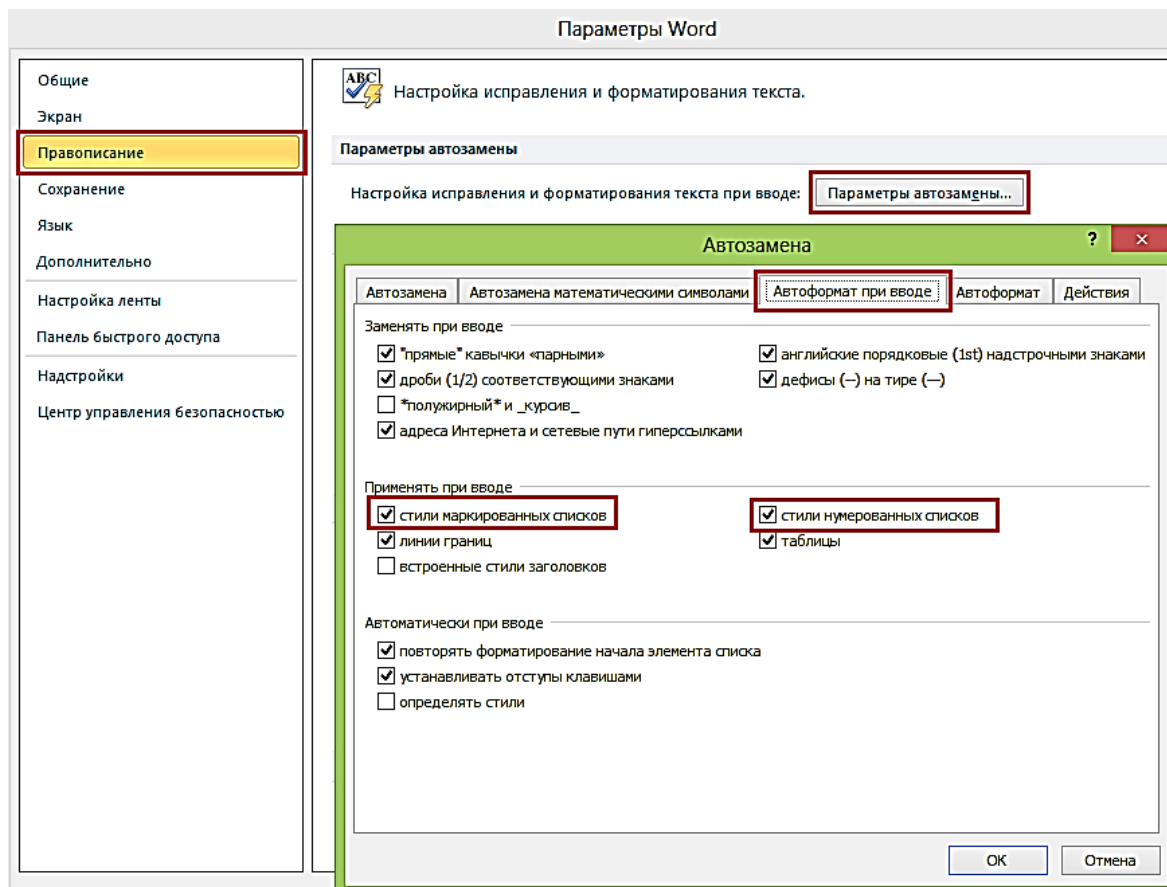 Параметры Word
Общие
Экран
Правописание
Сохранение
Язык
Дополнительно
Настройка ленты
Панель быстрого доступа
Надстройки
Центр управления безопасностью
ABC
Настройка исправления и форматирования текста.
Параметры автозамены
Настройка исправления и форматирования текста при вводе: Параметры автозамены...
Автозамена ? ×
Автозамена Автозамена математическими символами Автоформат при вводе Автоформат Действия
Заменять при вводе
"прямые" кавычки «парными» английские порядковые (1st) надстрочными знаками
дроби (1/2) соответствующими знаками дефисы (--) на тире (—)
*полужирный* и _курсив_
адреса Интернета и сетевые пути гиперссылками
Применять при вводе
стили маркированных списков стили нумерованных списков
линии границ таблицы
встроенные стили заголовков
Автоматически при вводе
повторять форматирование начала элемента списка
устанавливать отступы клавишами
определять стили
ОК Отмена